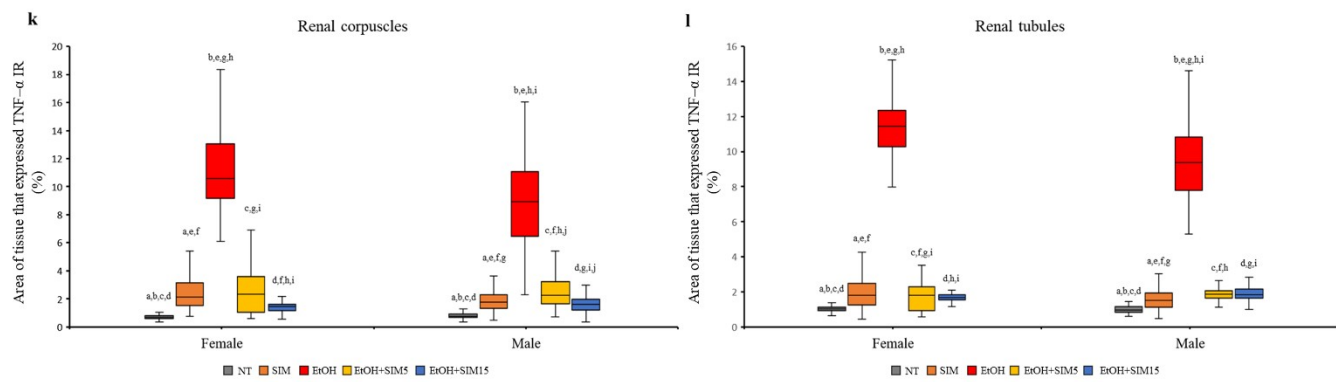 k
Renal corpuscles
Area of tissue that expressed TNF–α IR
(%)
20
18
16
14
12
10
8
6
4
2
0
a,b,c,d
a,e,f
b,e,g,h
c,g,i
d,f,h,i
a,b,c,d
a,e,f,g
b,e,h,i
c,f,h,j
d,g,i,j
Female
Male
NT SIM EtOH EtOH+SIM5 EtOH+SIM15
l
Renal tubules
Area of tissue that expressed TNF–α IR
(%)
16
14
12
10
8
6
4
2
0
a,b,c,d
a,e,f
b,e,g,h
c,f,g,i
d,h,i
a,b,c,d
a,e,f,g
b,e,g,h,i
c,f,h
d,g,i
Female
Male
NT SIM EtOH EtOH+SIM5 EtOH+SIM15